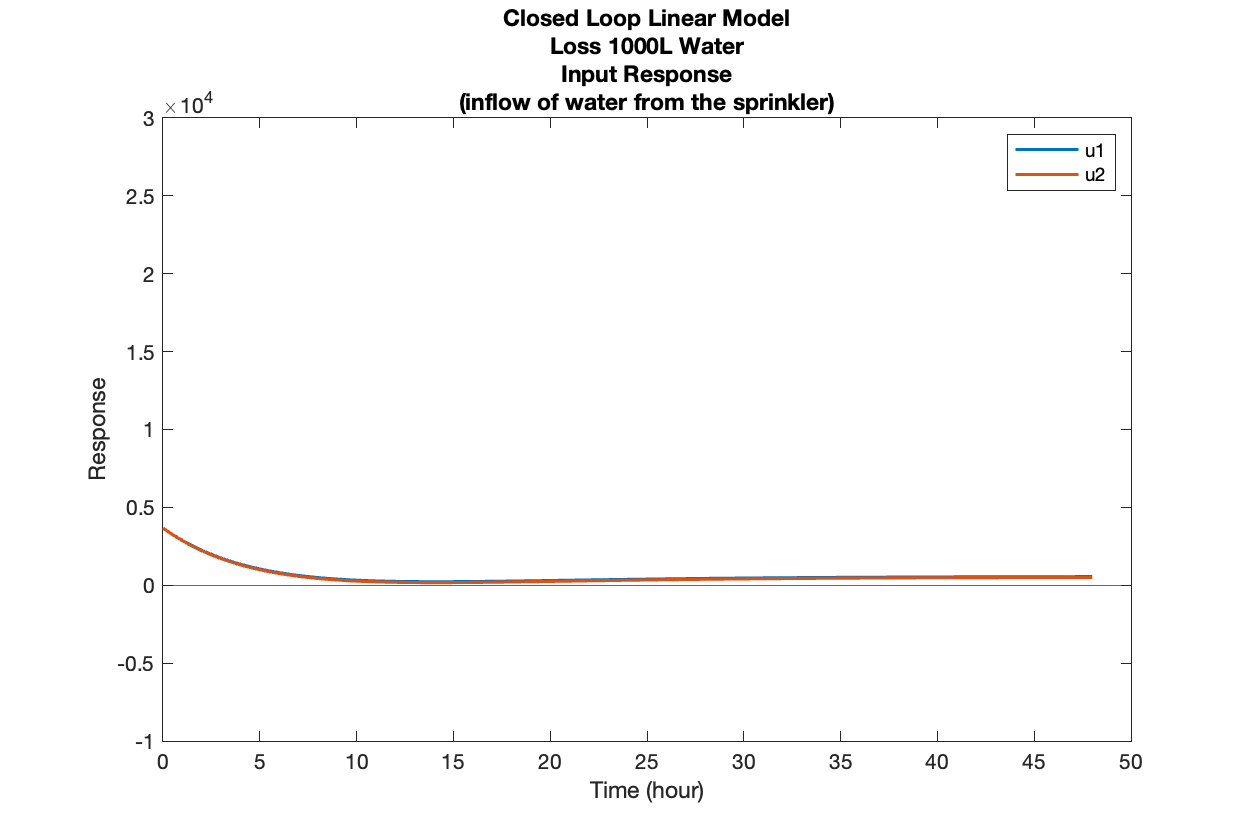 Closed Loop Linear Model
Loss 1000L Water
Input Response
(inflow of water from the sprinkler)
×10⁴
3
2.5
2
1.5
1
0.5
0
-0.5
-1
Response
u1
u2
0 5 10 15 20 25 30 35 40 45 50
Time (hour)